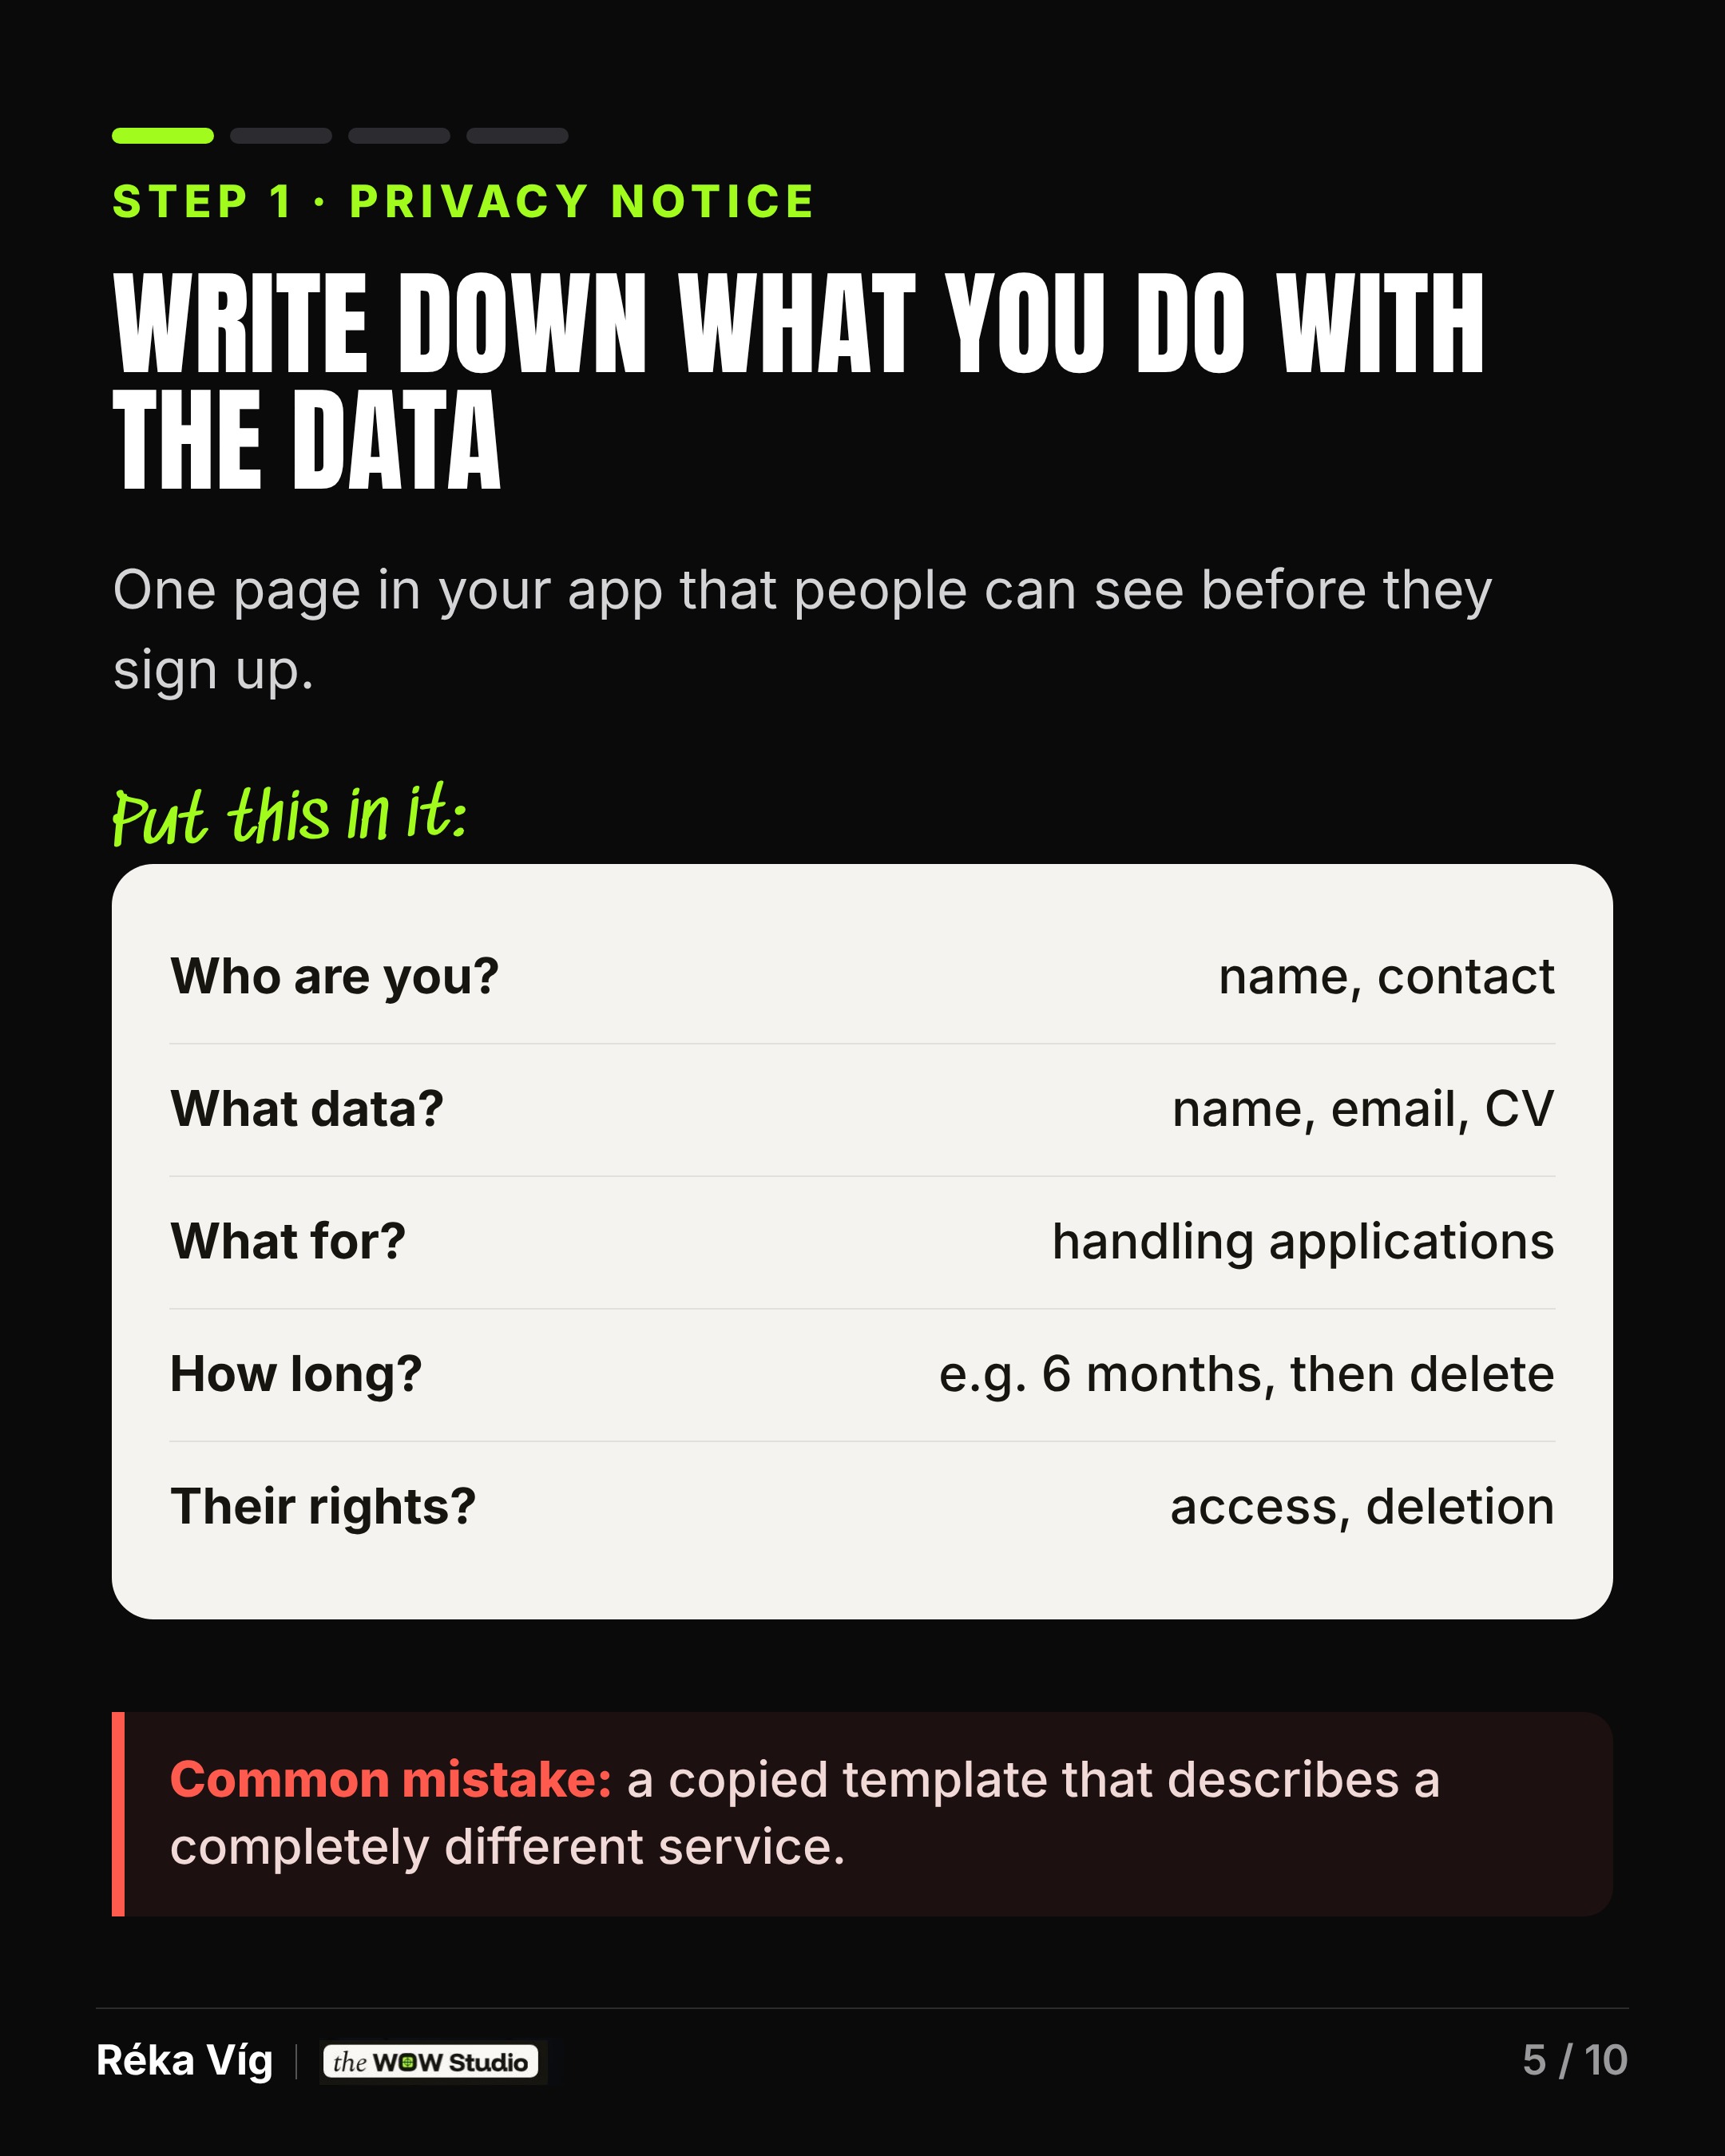 STEP 1 · PRIVACY NOTICE
WRITE DOWN WHAT YOU DO WITH
THE DATA
One page in your app that people can see before they
sign up.
Put this in it:
Who are you? name, contact
What data? name, email, CV
What for? handling applications
How long? e.g. 6 months, then delete
Their rights? access, deletion
Common mistake: a copied template that describes a
completely different service.
Réka Víg the WOW Studio 5 / 10